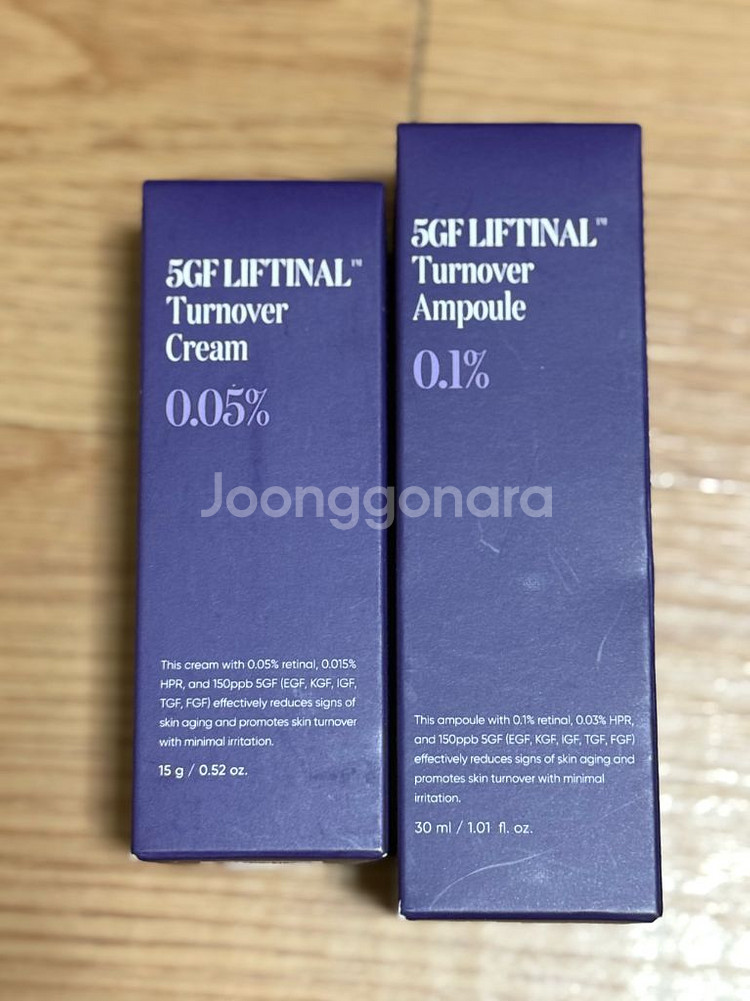 5GF LIFTINAL™
Turnover
Cream
0.05%
This cream with 0.05% retinal, 0.015%
HPR, and 150ppb 5GF (EGF, KGF, IGF,
TGF, FGF) effectively reduces signs of
skin aging and promotes skin turnover
with minimal irritation.
15 g / 0.52 oz.
5GF LIFTINAL™
Turnover
Ampoule
0.1%
This ampoule with 0.1% retinal, 0.03% HPR,
and 150ppb 5GF (EGF, KGF, IGF, TGF, FGF)
effectively reduces signs of skin aging and
promotes skin turnover with minimal
irritation.
30 ml / 1.01 fl. oz.
Joonggonara